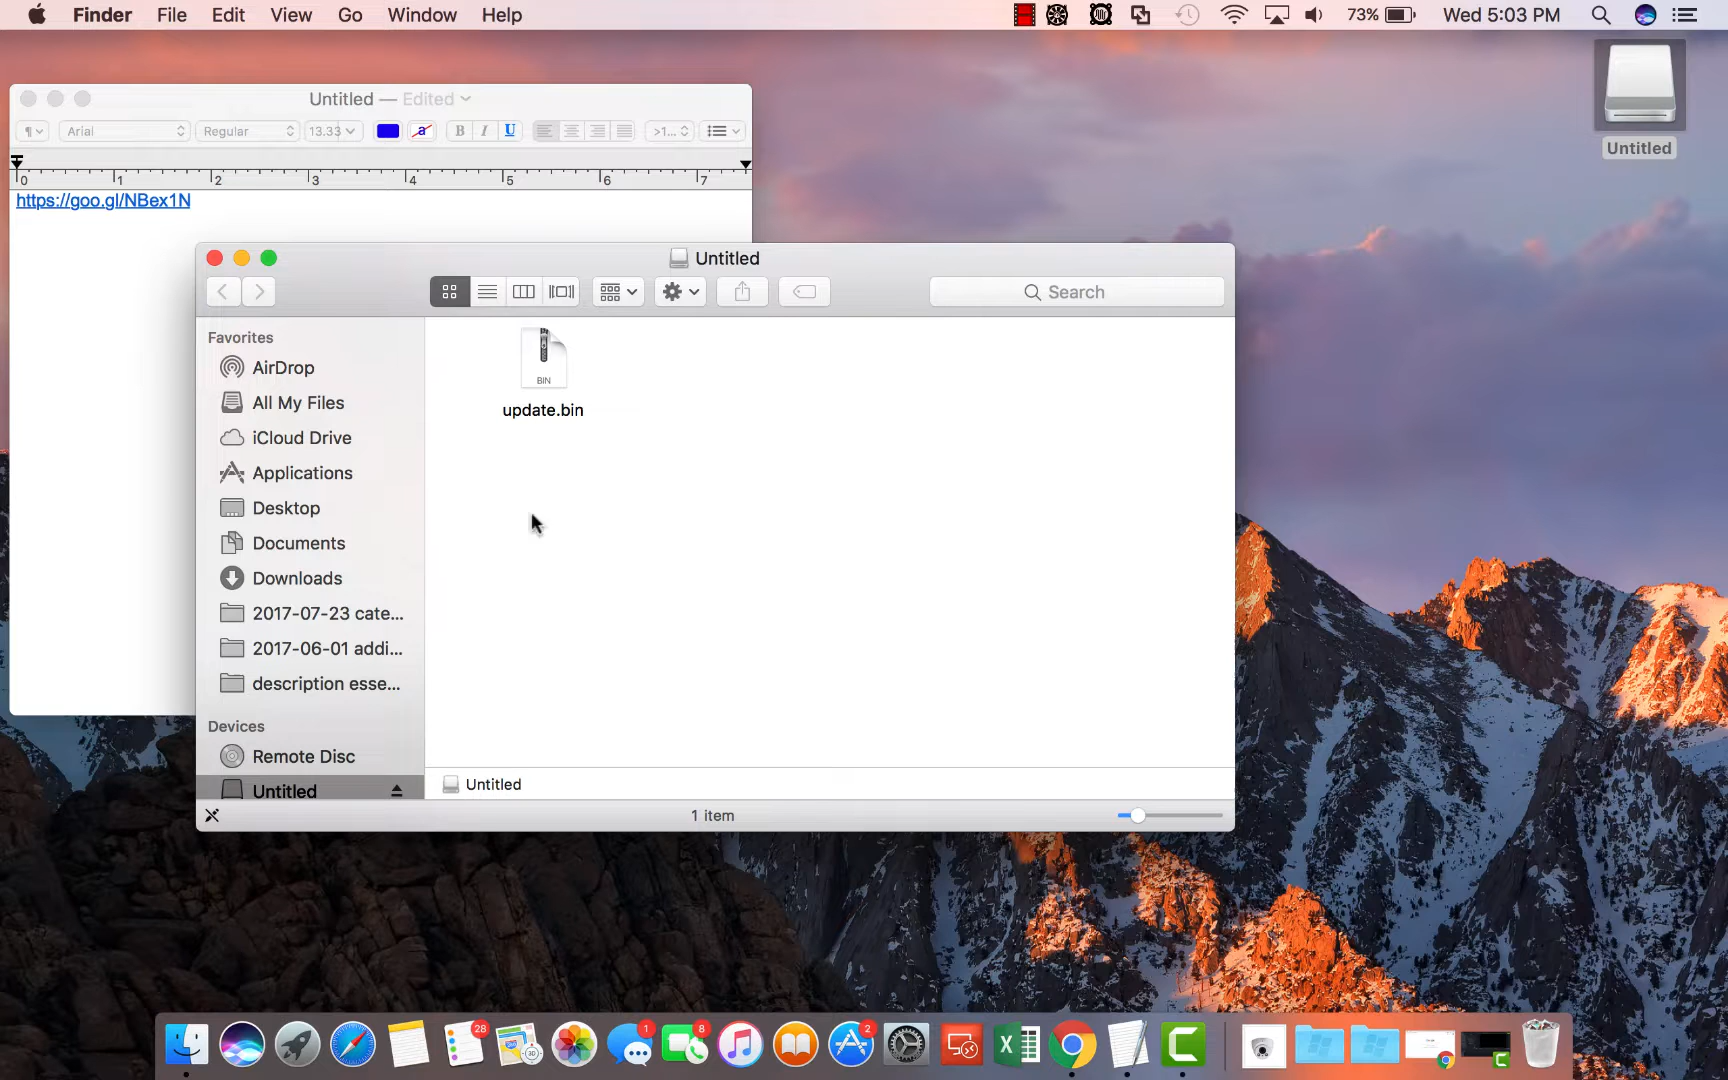 Finder File Edit View Go Window Help 73% Wed 5:03 PM
Untitled
Untitled — Edited
Arial Regular 13.33 a B I U >1...
0 1 2 3 4 5 6 7
https://goo.gl/NBex1N
Untitled
Search
Favorites
AirDrop
All My Files
iCloud Drive
Applications
Desktop
Documents
Downloads
2017-07-23 cate...
2017-06-01 addi...
description esse...
Devices
Remote Disc
Untitled
BIN
update.bin
Untitled
1 item
28 1 8 2